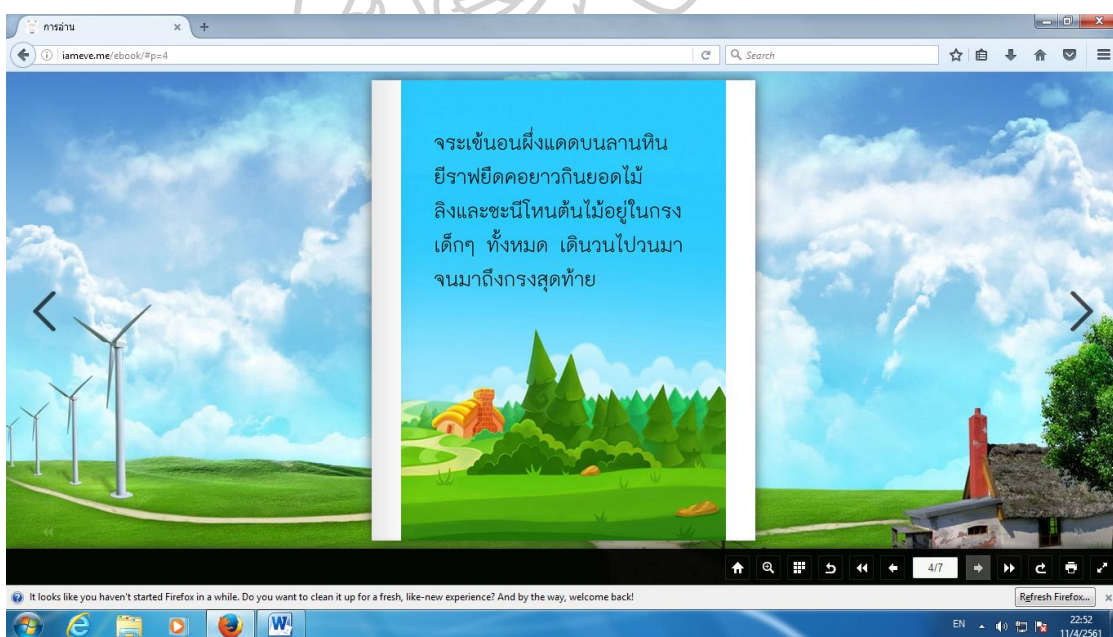 การอ่าน
iameve.me/ebook/#p=4
Search
จระเข้นอนผึ่งแดดบนลานหิน
ยีราฟยืดคอยาวกินยอดไม้
ลิงและชะนีโหนต้นไม้อยู่ในกรง
เด็กๆ ทั้งหมด เดินวนไปวนมา
จนมาถึงกรงสุดท้าย
4/7
It looks like you haven't started Firefox in a while. Do you want to clean it up for a fresh, like-new experience? And by the way, welcome back!
Refresh Firefox...
EN
22:52
11/4/2561